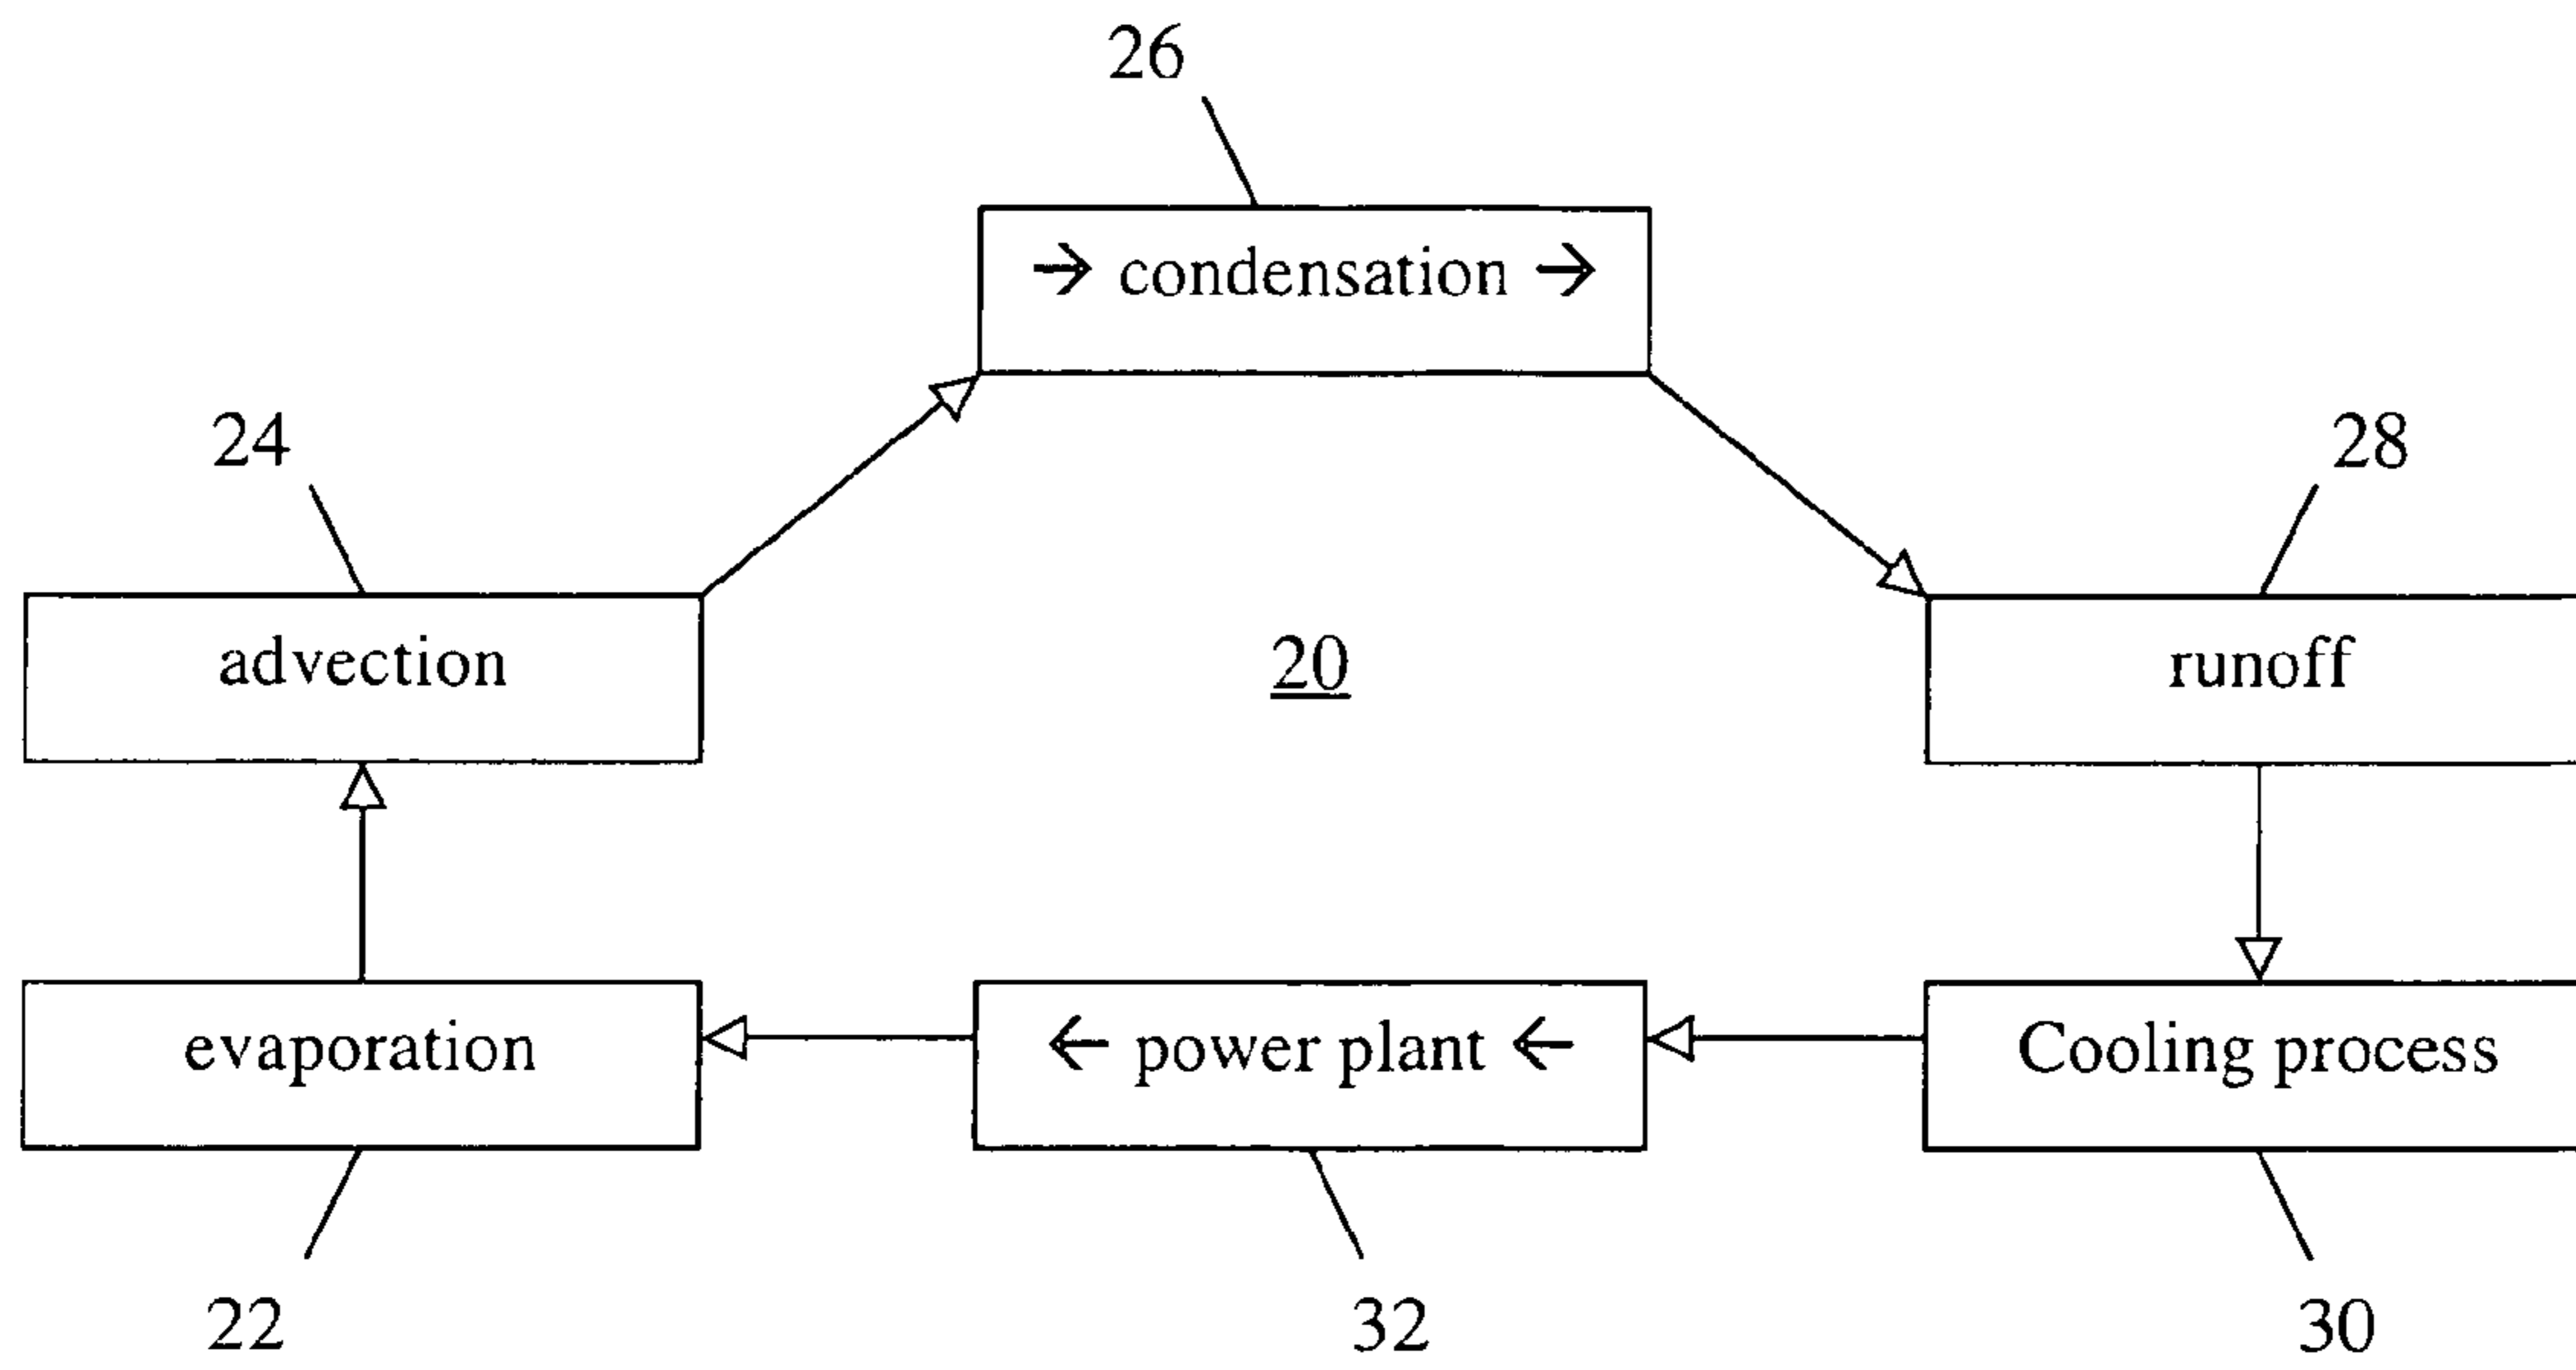 26
→ condensation →
24
28
advection
20
runoff
evaporation
← power plant ←
Cooling process
22
32
30